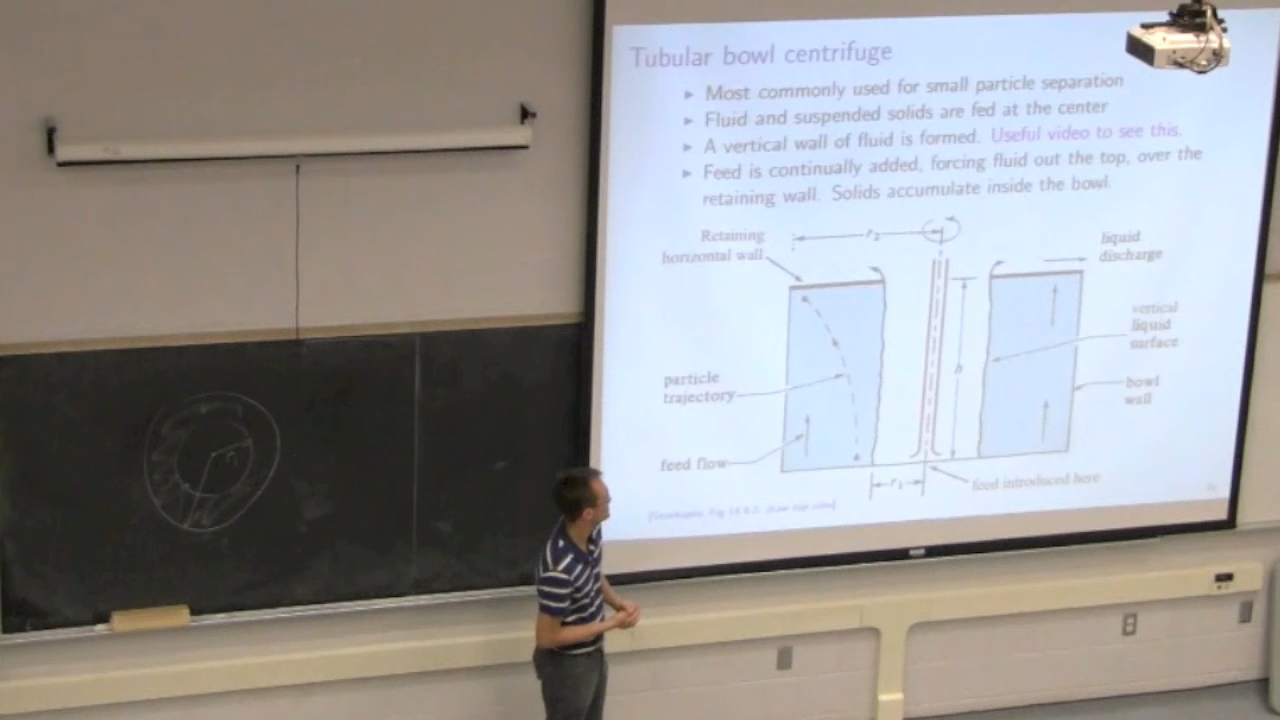 Tubular bowl centrifuge
▸ Most commonly used for small particle separation
▸ Fluid and suspended solids are fed at the center
▸ A vertical wall of fluid is formed. Useful video to see this.
▸ Feed is continually added, forcing fluid out the top, over the
retaining wall. Solids accumulate inside the bowl.
Retaining
horizontal wall
r₂
liquid
discharge
vertical
liquid
surface
particle
trajectory
h
bowl
wall
feed flow
r₁
feed introduced here
r₁